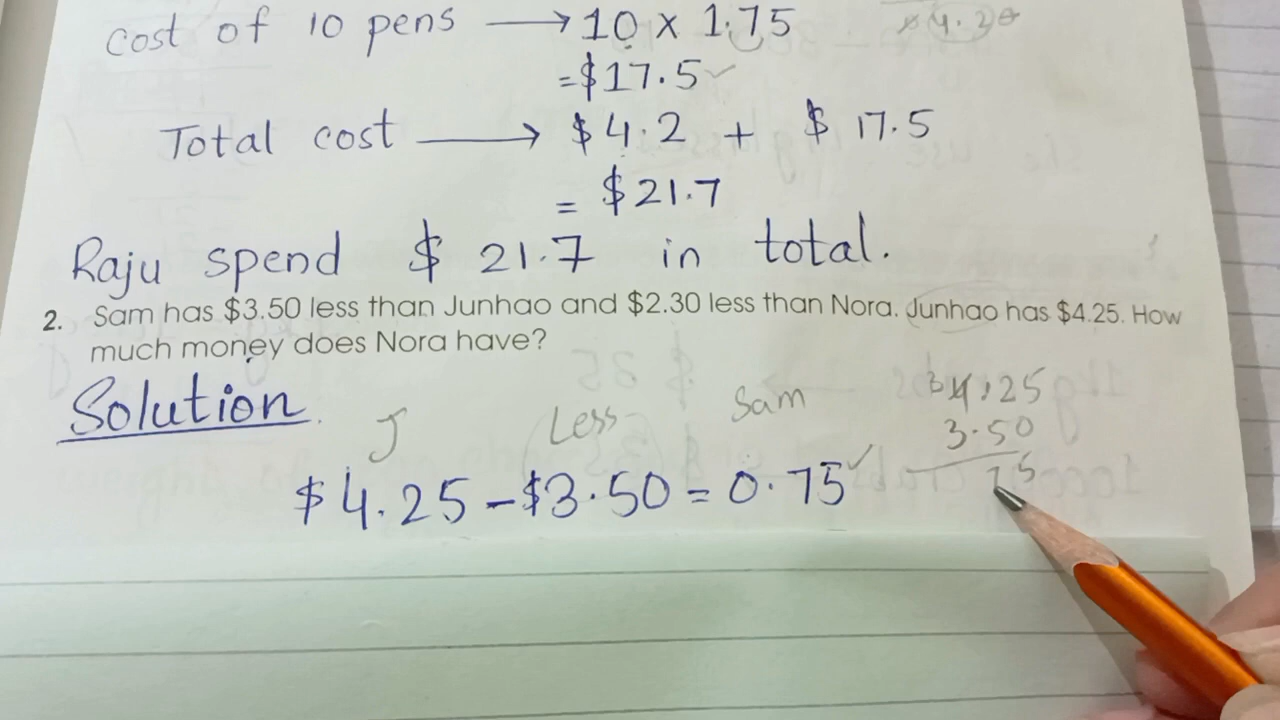 Cost of 10 pens → 10 x 1.75
x 4.20
= $17.5 ✓
Total cost → $4.2 + $17.5
= $21.7
Raju spend $ 21.7 in total.
2. Sam has $3.50 less than Junhao and $2.30 less than Nora. Junhao has $4.25. How
much money does Nora have?
Solution.
J Less Sam
$4.25 - $3.50 = 0.75 ✓
3 4.25
3.50
75